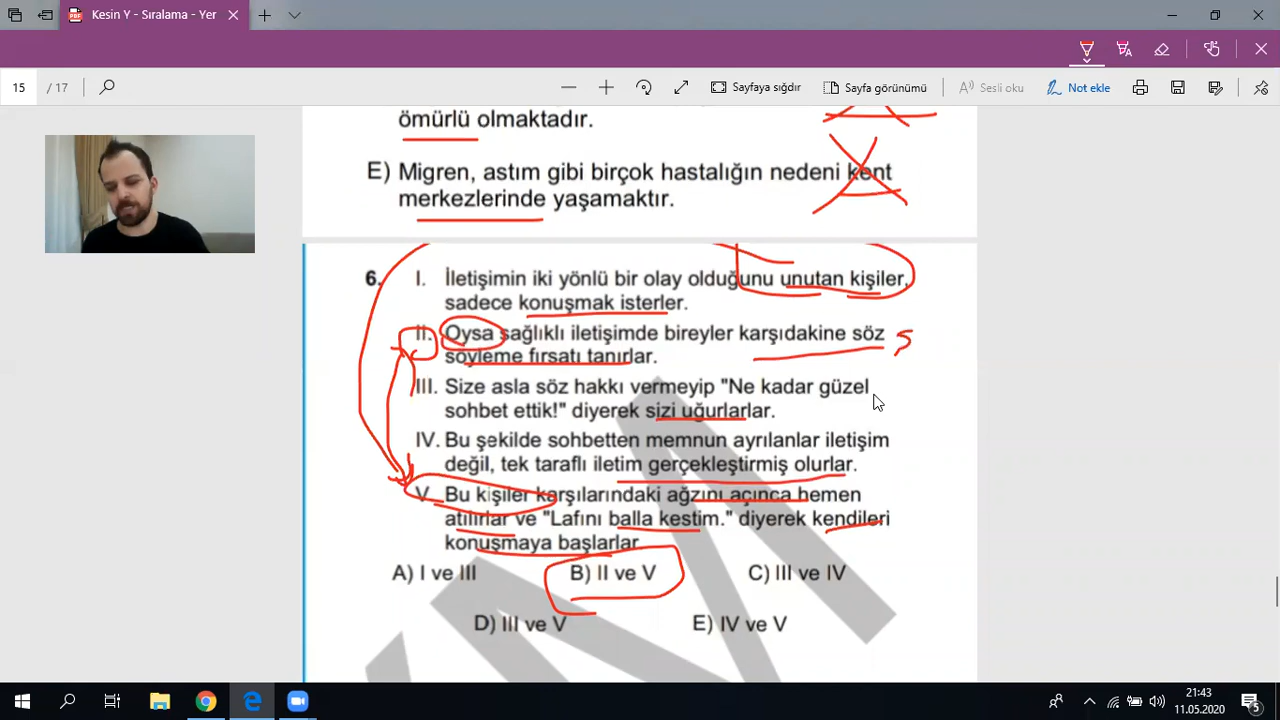 Kesin Y - Sıralama - Yer
15 / 17
Sayfaya sığdır
Sayfa görünümü
Sesli oku
Not ekle
ömürlü olmaktadır.
E) Migren, astım gibi birçok hastalığın nedeni kent
merkezlerinde yaşamaktır.
6. I. İletişimin iki yönlü bir olay olduğunu unutan kişiler,
sadece konuşmak isterler.
II. Oysa sağlıklı iletişimde bireyler karşıdakine söz
söyleme fırsatı tanırlar.
III. Size asla söz hakkı vermeyip "Ne kadar güzel
sohbet ettik!" diyerek sizi uğurlarlar.
IV. Bu şekilde sohbetten memnun ayrılanlar iletişim
değil, tek taraflı iletim gerçekleştirmiş olurlar.
V. Bu kişiler karşılarındaki ağzını açınca hemen
atılırlar ve "Lafını balla kestim." diyerek kendileri
konuşmaya başlarlar.
A) I ve III B) II ve V C) III ve IV
D) III ve V E) IV ve V
21:43
11.05.2020
5